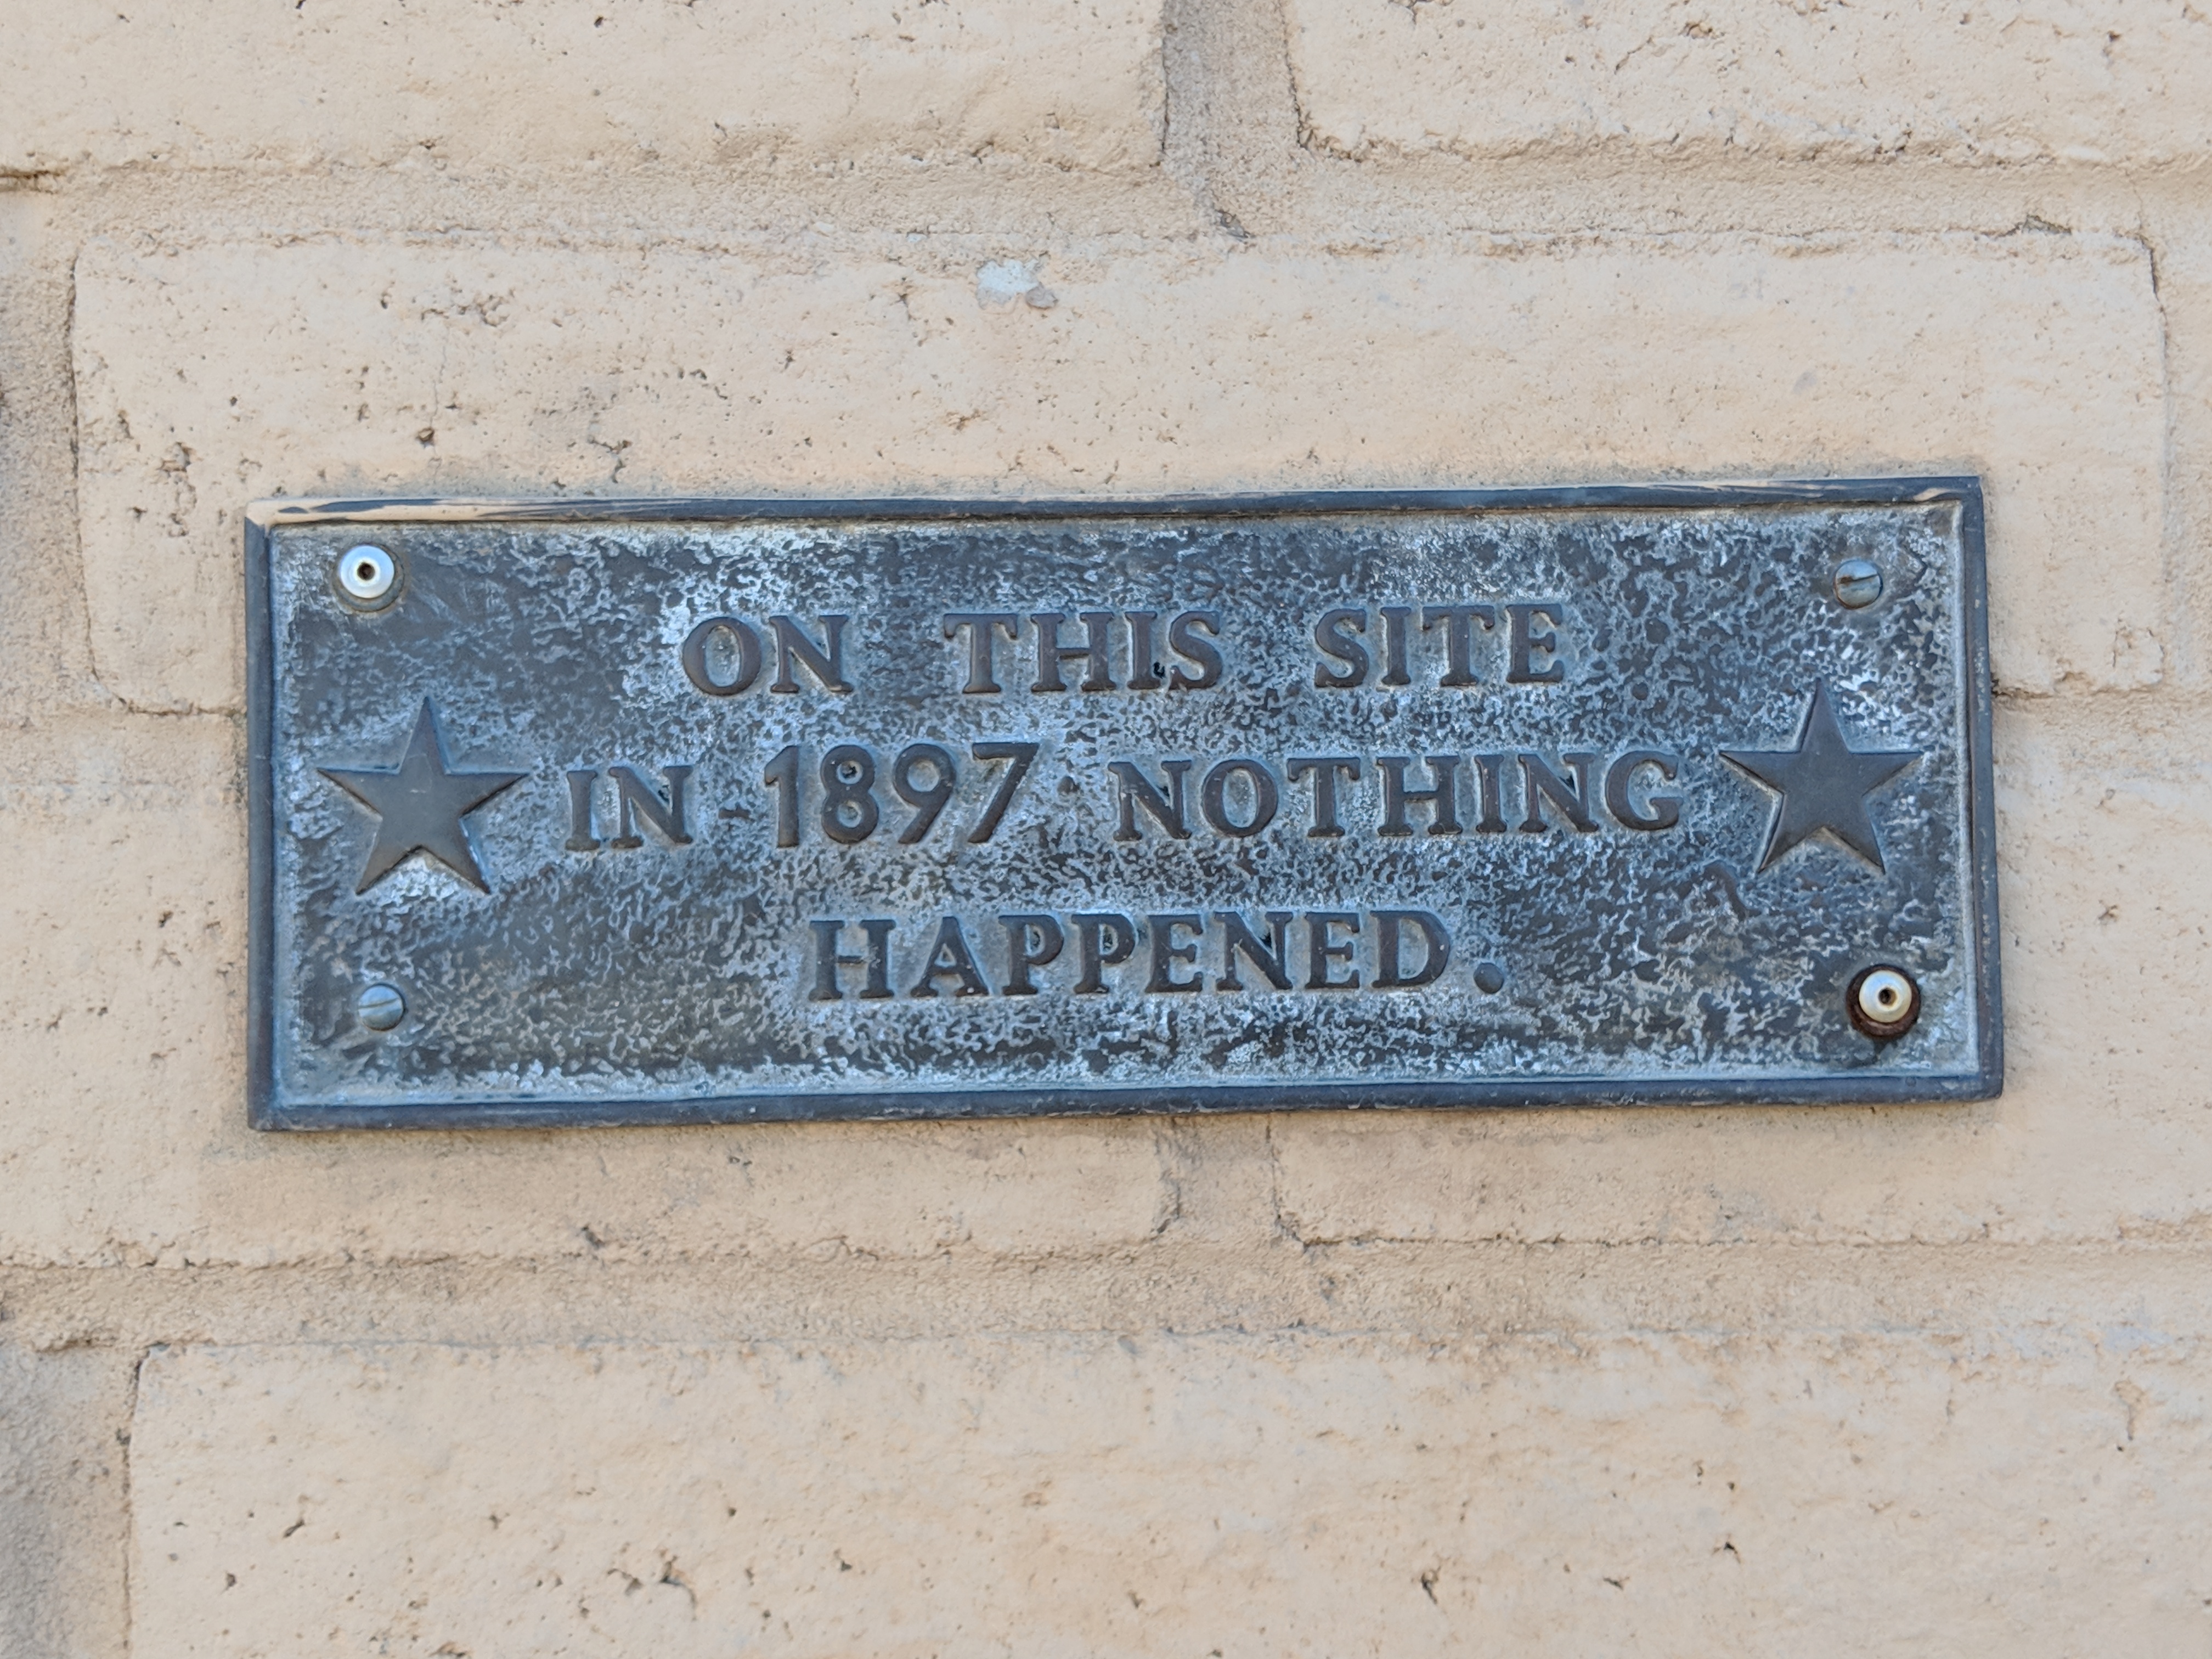 ON THIS SITE
IN 1897 NOTHING
HAPPENED.